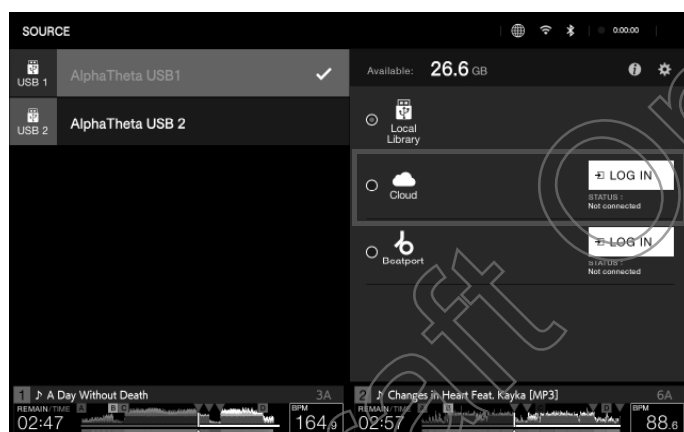 SOURCE
0:00:00
USB 1
AlphaTheta USB1
USB 2
AlphaTheta USB 2
Available: 26.6 GB
Local
Library
Cloud
LOG IN
STATUS :
Not connected
Beatport
LOG IN
STATUS :
Not connected
1 ♪ A Day Without Death 3A
REMAIN/TIME A B C D BPM
02:47 164.9
2 ♪ Changes in Heart Feat. Kayka [MP3] 6A
REMAIN/TIME A B D BPM
02:57 88.6